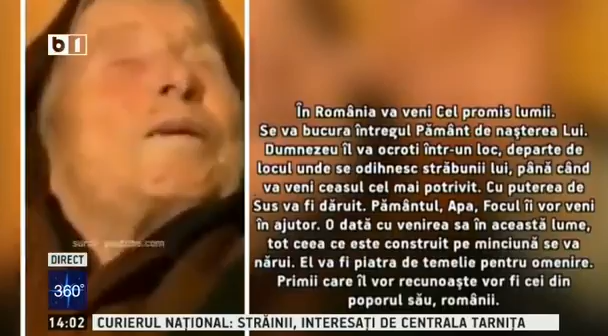 b1
În România va veni Cel promis lumii.
Se va bucura întregul Pământ de nașterea Lui.
Dumnezeu îl va ocroti într-un loc, departe de
locul unde se odihnesc străbunii lui, până când
va veni ceasul cel mai potrivit. Cu puterea de
Sus va fi dăruit. Pământul, Apa, Focul îi vor veni
în ajutor. O dată cu venirea sa în această lume,
tot ceea ce este construit pe minciună se va
nărui. El va fi piatra de temelie pentru omenire.
Primii care îl vor recunoaște vor fi cei din
poporul său, românii.
youtube.com
DIRECT
360°
14:02 CURIERUL NAȚIONAL: STRĂINII, INTERESAȚI DE CENTRALA TARNIȚA